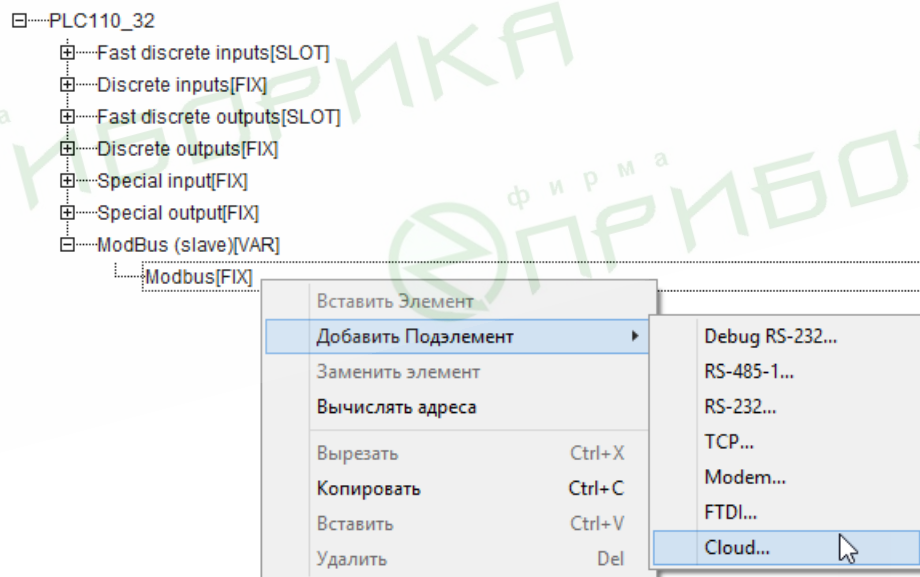 PLC110_32
Fast discrete inputs[SLOT]
Discrete inputs[FIX]
Fast discrete outputs[SLOT]
Discrete outputs[FIX]
Special input[FIX]
Special output[FIX]
ModBus (slave)[VAR]
Modbus[FIX]
Вставить Элемент
Добавить Подэлемент
Заменить элемент
Вычислять адреса
Вырезать Ctrl+X
Копировать Ctrl+C
Вставить Ctrl+V
Удалить Del
Debug RS-232...
RS-485-1...
RS-232...
TCP...
Modem...
FTDI...
Cloud...
фирма